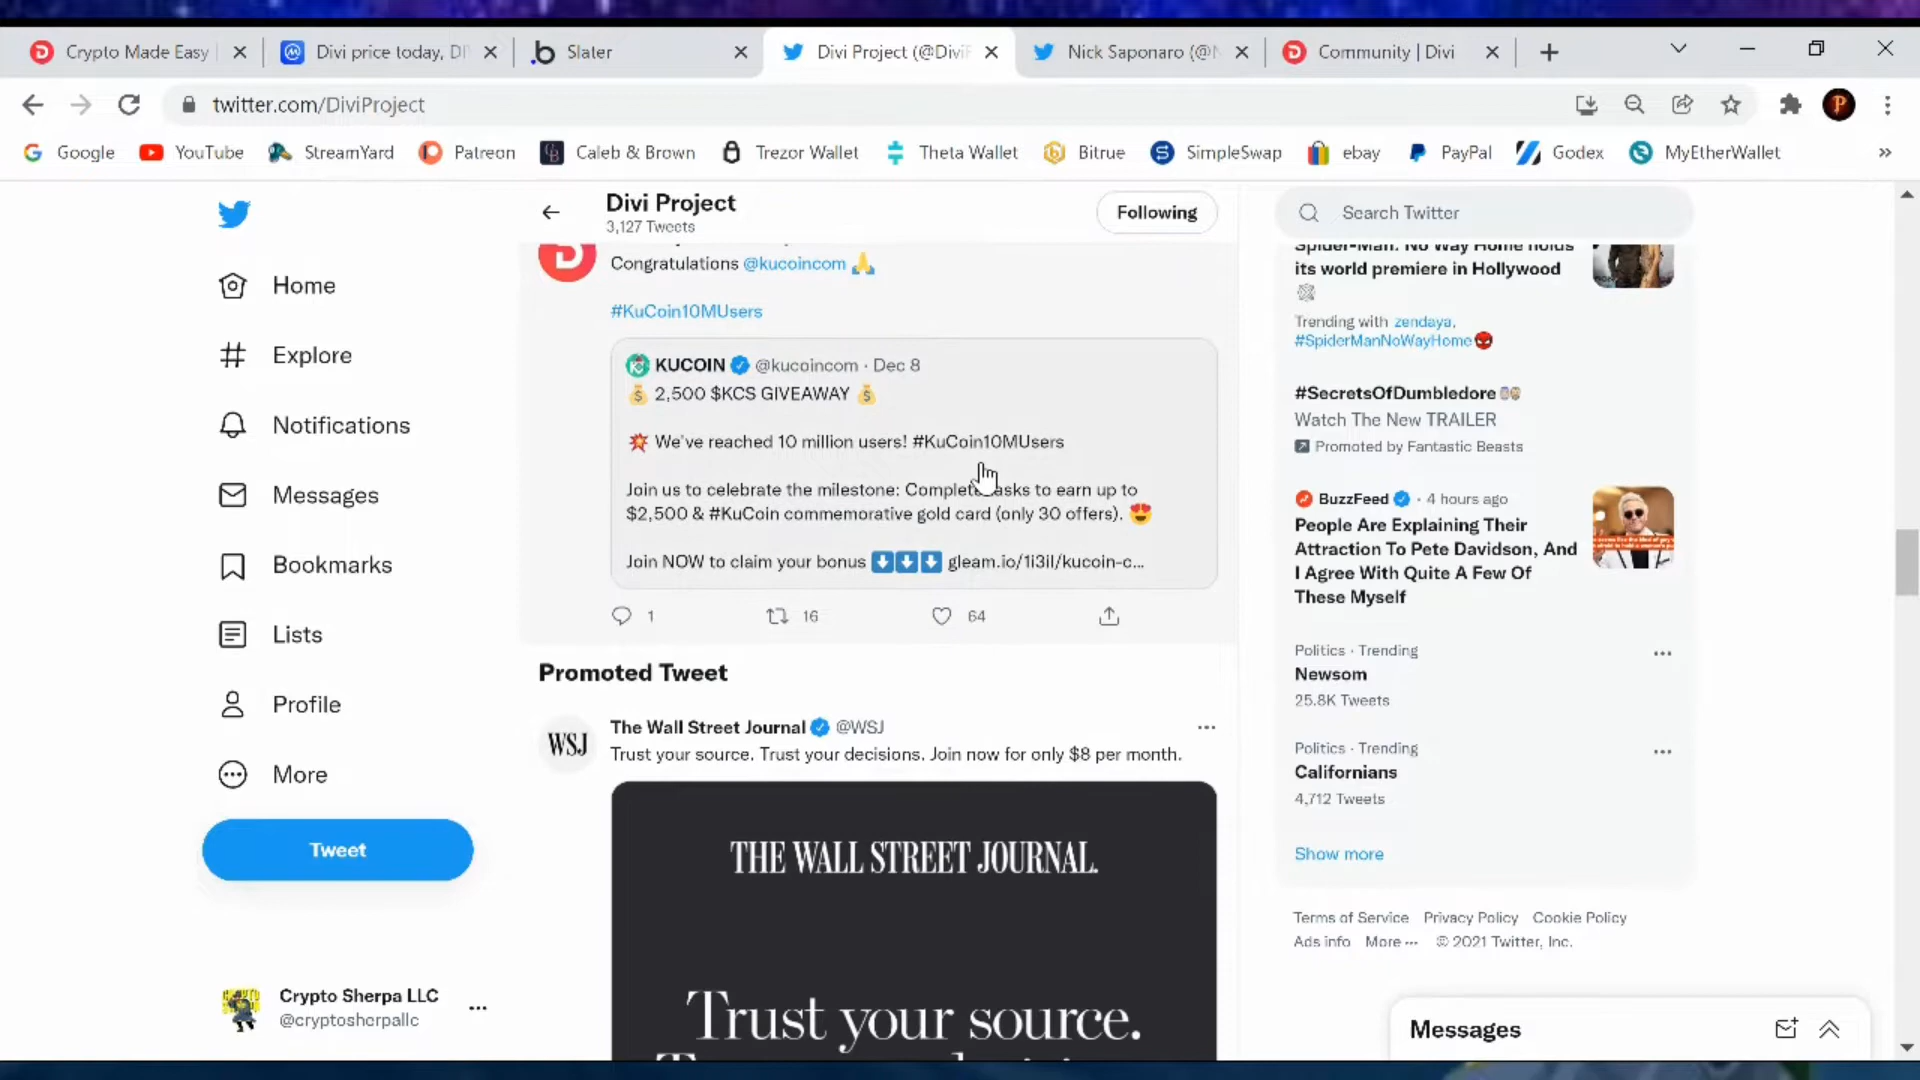 Crypto Made Easy
Divi price today, DI
Slater
Divi Project (@Divi
Nick Saponaro (@N
Community | Divi
twitter.com/DiviProject
P
Google
YouTube
StreamYard
Patreon
Caleb & Brown
Trezor Wallet
Theta Wallet
Bitrue
SimpleSwap
ebay
PayPal
Godex
MyEtherWallet
Home
Explore
Notifications
Messages
Bookmarks
Lists
Profile
More
Tweet
Crypto Sherpa LLC
@cryptosherpallc
Divi Project
3,127 Tweets
Following
Congratulations @kucoincom 🙏
#KuCoin10MUsers
KUCOIN @kucoincom · Dec 8
💰 2,500 $KCS GIVEAWAY 💰
💥 We've reached 10 million users! #KuCoin10MUsers
Join us to celebrate the milestone: Complete tasks to earn up to
$2,500 & #KuCoin commemorative gold card (only 30 offers). 😍
Join NOW to claim your bonus ⬇️⬇️⬇️ gleam.io/1i3il/kucoin-c...
1
16
64
Promoted Tweet
WSJ
The Wall Street Journal @WSJ
Trust your source. Trust your decisions. Join now for only $8 per month.
THE WALL STREET JOURNAL.
Trust your source.
Search Twitter
Spider-Man: No Way Home holds
its world premiere in Hollywood
Trending with zendaya,
#SpiderManNoWayHome
#SecretsOfDumbledore
Watch The New TRAILER
Promoted by Fantastic Beasts
BuzzFeed · 4 hours ago
People Are Explaining Their
Attraction To Pete Davidson, And
I Agree With Quite A Few Of
These Myself
Politics · Trending
Newsom
25.8K Tweets
Politics · Trending
Californians
4,712 Tweets
Show more
Terms of Service Privacy Policy Cookie Policy
Ads info More ··· © 2021 Twitter, Inc.
Messages